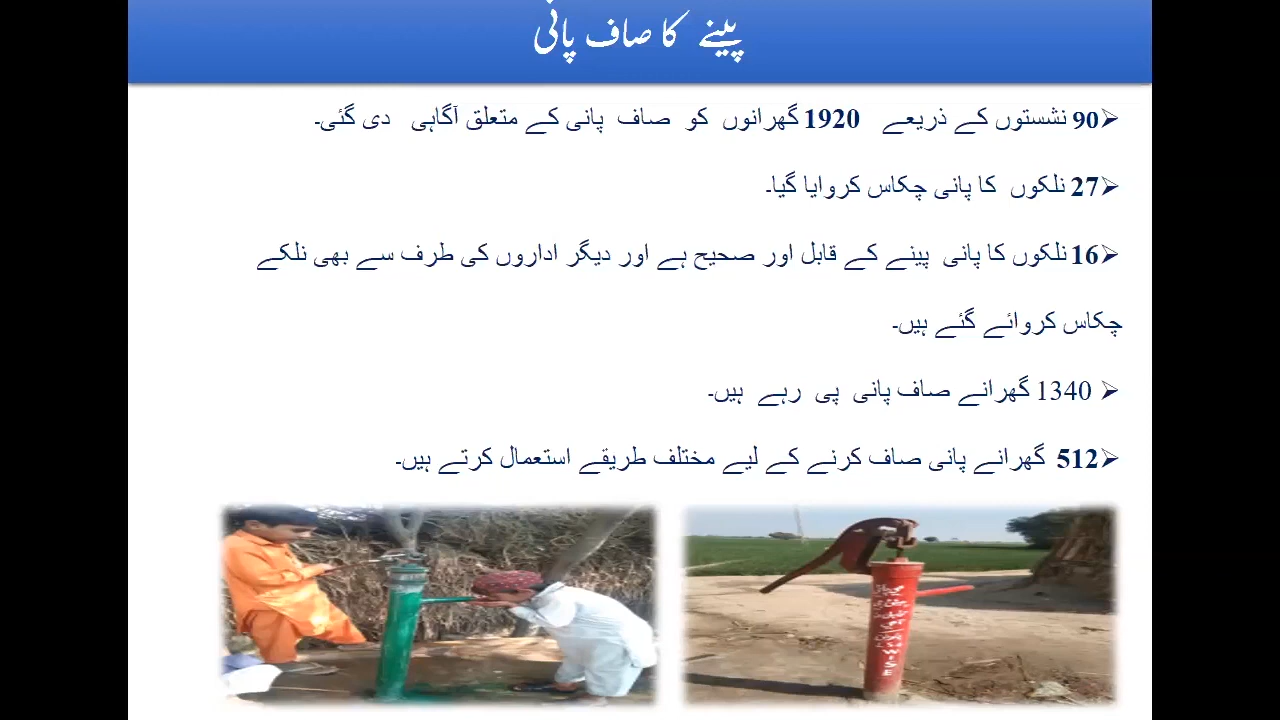 پینے کا صاف پانی
90 نشستوں کے ذریعے 1920 گھرانوں کو صاف پانی کے متعلق آگاہی دی گئی۔
27 نلکوں کا پانی چکاس کروایا گیا۔
16 نلکوں کا پانی پینے کے قابل اور صحیح ہے اور دیگر اداروں کی طرف سے بھی نلکے
چکاس کروائے گئے ہیں۔
1340 گھرانے صاف پانی پی رہے ہیں۔
512 گھرانے پانی صاف کرنے کے لیے مختلف طریقے استعمال کرتے ہیں۔
WISE